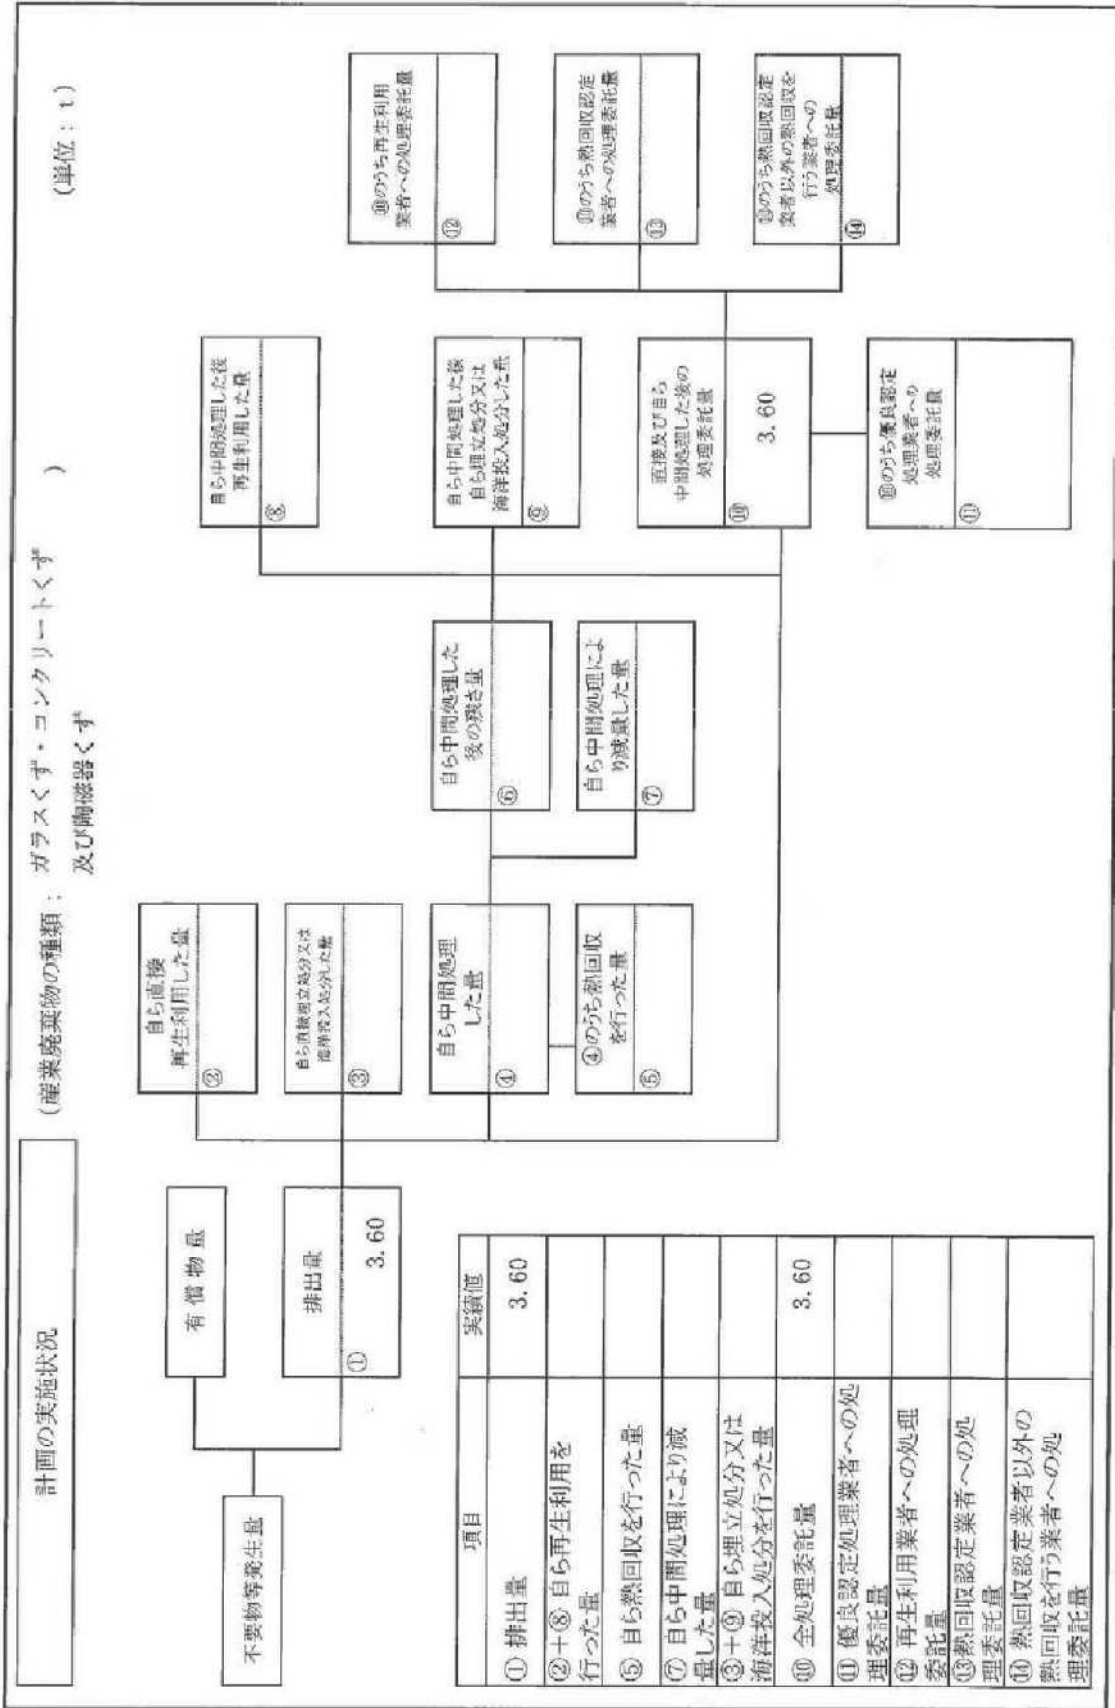 計画の実施状況
(産業廃棄物の種類:ガラスくず・コンクリートくず
及び陶磁器くず
)
(単位:t)
不要物等発生量
有償物量
排出量
①
3.60
自ら直接
再生利用した量
②
自ら直接埋立処分又は
海洋投入処分した量
③
自ら中間処理
した量
④
④のうち熱回収
を行った量
⑤
自ら中間処理した
後の残さ量
⑥
自ら中間処理によ
り減量した量
⑦
自ら中間処理した後
再生利用した量
⑧
自ら中間処理した後
自ら埋立処分又は
海洋投入処分した量
⑨
直接及び自ら
中間処理した後の
処理委託量
⑩
3.60
⑩のうち優良認定
処理業者への
処理委託量
⑪
⑩のうち再生利用
業者への処理委託量
⑫
⑩のうち熱回収認定
業者への処理委託量
⑬
⑩のうち熱回収認定
業者以外の熱回収を
行う業者への
処理委託量
⑭
項目 実績値
① 排出量 3.60
②+⑧ 自ら再生利用を
行った量
⑤ 自ら熱回収を行った量
⑦ 自ら中間処理により減
量した量
③+⑨ 自ら埋立処分又は
海洋投入処分を行った量
⑩ 全処理委託量 3.60
⑪ 優良認定処理業者への処
理委託量
⑫ 再生利用業者への処理
委託量
⑬熱回収認定業者への処
理委託量
⑭ 熱回収認定業者以外の
熱回収を行う業者への処
理委託量